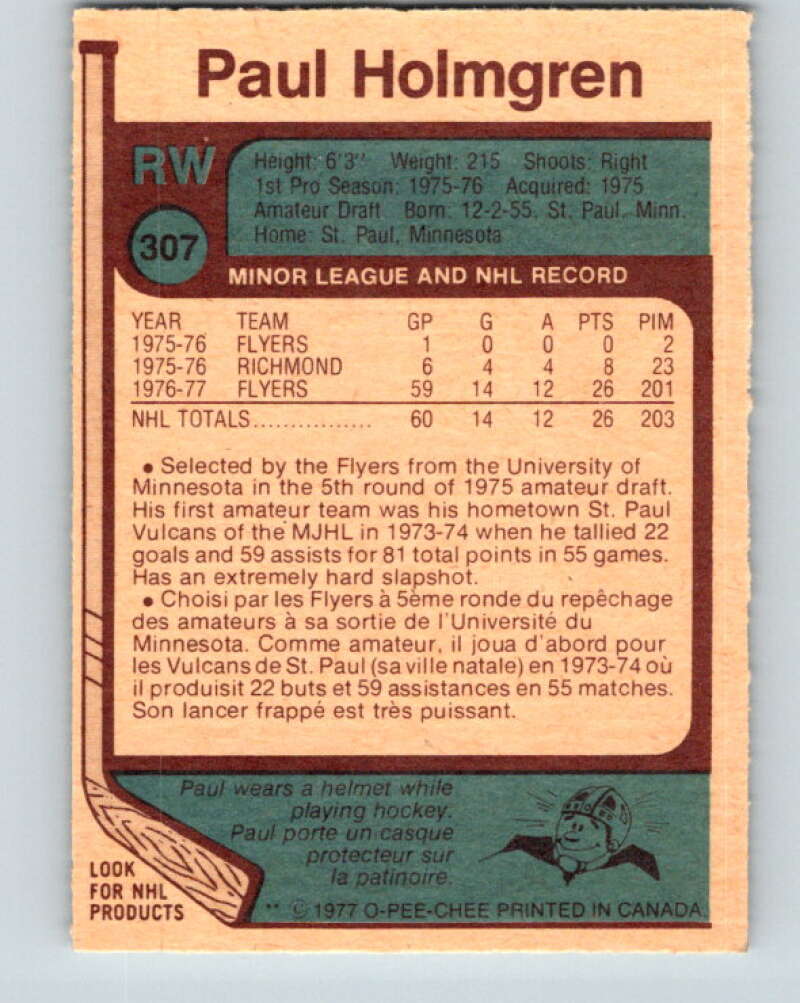 Paul Holmgren
RW
Height: 6'3'' Weight: 215 Shoots: Right
1st Pro Season: 1975-76 Acquired: 1975
Amateur Draft Born: 12-2-55, St. Paul, Minn.
Home: St. Paul, Minnesota
307
MINOR LEAGUE AND NHL RECORD
YEAR TEAM GP G A PTS PIM
1975-76 FLYERS 1 0 0 0 2
1975-76 RICHMOND 6 4 4 8 23
1976-77 FLYERS 59 14 12 26 201
NHL TOTALS................ 60 14 12 26 203
• Selected by the Flyers from the University of
Minnesota in the 5th round of 1975 amateur draft.
His first amateur team was his hometown St. Paul
Vulcans of the MJHL in 1973-74 when he tallied 22
goals and 59 assists for 81 total points in 55 games.
Has an extremely hard slapshot.
• Choisi par les Flyers à 5ème ronde du repêchage
des amateurs à sa sortie de l'Université du
Minnesota. Comme amateur, il joua d'abord pour
les Vulcans de St. Paul (sa ville natale) en 1973-74 où
il produisit 22 buts et 59 assistances en 55 matches.
Son lancer frappé est très puissant.
Paul wears a helmet while
playing hockey.
Paul porte un casque
protecteur sur
la patinoire.
LOOK
FOR NHL
PRODUCTS
** © 1977 O-PEE-CHEE PRINTED IN CANADA.